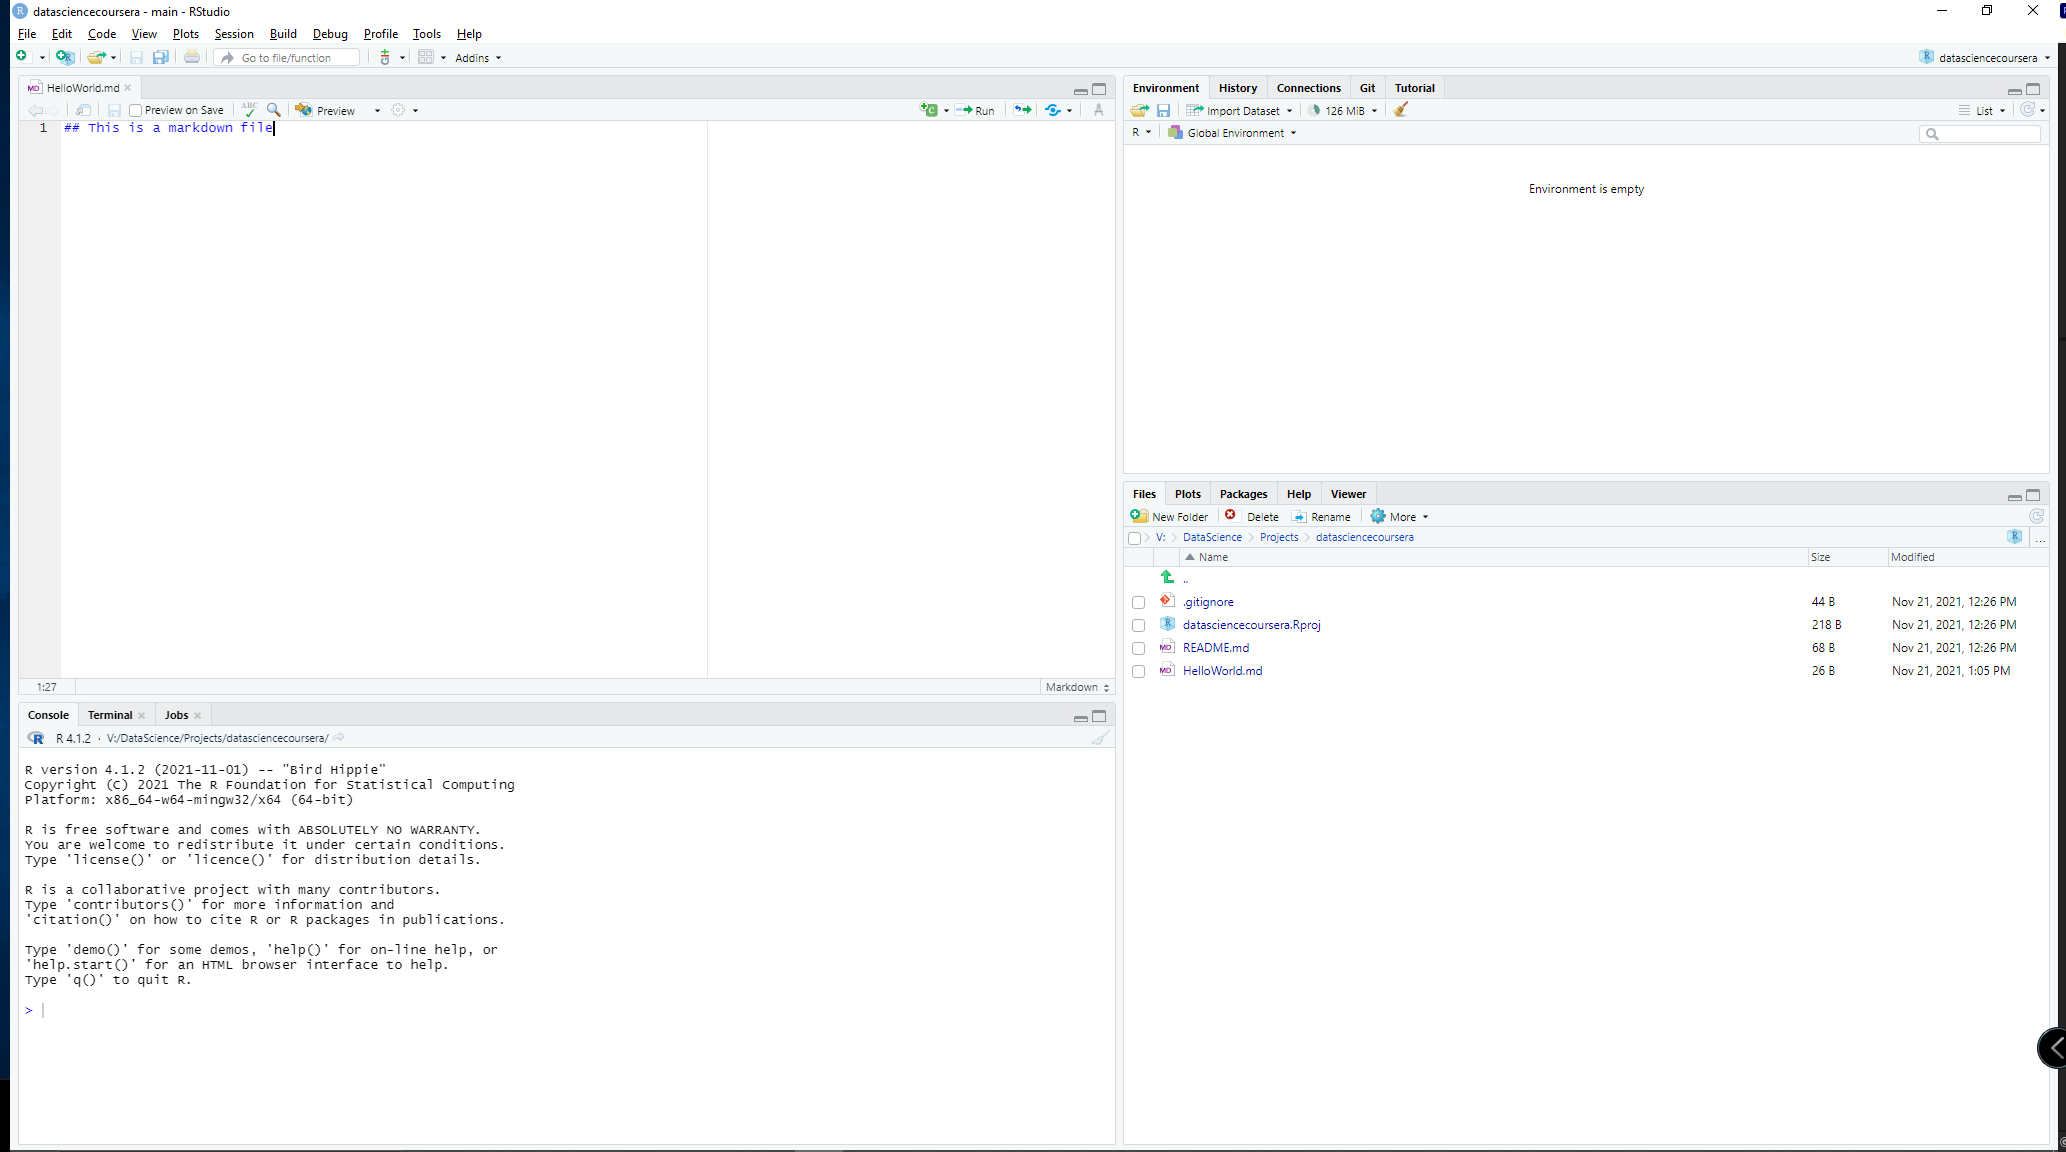 datasciencecoursera - main - RStudio
File Edit Code View Plots Session Build Debug Profile Tools Help
Go to file/function Addins datasciencecoursera
HelloWorld.md
Preview on Save ABC Preview Run
1 ## This is a markdown file
1:27 Markdown
Console Terminal Jobs
R 4.1.2 · V:/DataScience/Projects/datasciencecoursera/
R version 4.1.2 (2021-11-01) -- "Bird Hippie"
Copyright (C) 2021 The R Foundation for Statistical Computing
Platform: x86_64-w64-mingw32/x64 (64-bit)
R is free software and comes with ABSOLUTELY NO WARRANTY.
You are welcome to redistribute it under certain conditions.
Type 'license()' or 'licence()' for distribution details.
R is a collaborative project with many contributors.
Type 'contributors()' for more information and
'citation()' on how to cite R or R packages in publications.
Type 'demo()' for some demos, 'help()' for on-line help, or
'help.start()' for an HTML browser interface to help.
Type 'q()' to quit R.
>
Environment History Connections Git Tutorial
Import Dataset 126 MiB List
R Global Environment
Environment is empty
Files Plots Packages Help Viewer
New Folder Delete Rename More
V: DataScience Projects datasciencecoursera ...
Name Size Modified
..
.gitignore 44 B Nov 21, 2021, 12:26 PM
datasciencecoursera.Rproj 218 B Nov 21, 2021, 12:26 PM
README.md 68 B Nov 21, 2021, 12:26 PM
HelloWorld.md 26 B Nov 21, 2021, 1:05 PM